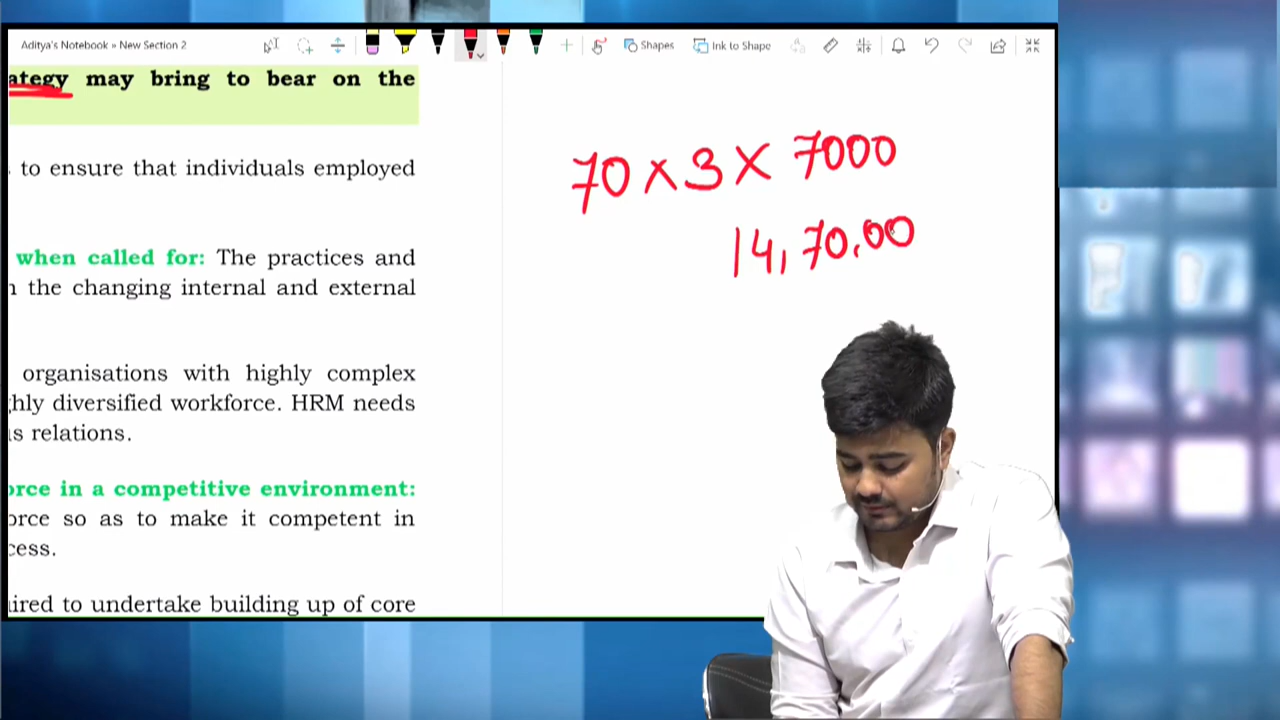 Aditya's Notebook » New Section 2
Shapes
Ink to Shape
ategy may bring to bear on the
to ensure that individuals employed
when called for: The practices and
the changing internal and external
organisations with highly complex
hly diversified workforce. HRM needs
s relations.
orce in a competitive environment:
orce so as to make it competent in
cess.
ired to undertake building up of core
70 x 3 x 7000
14,70,00